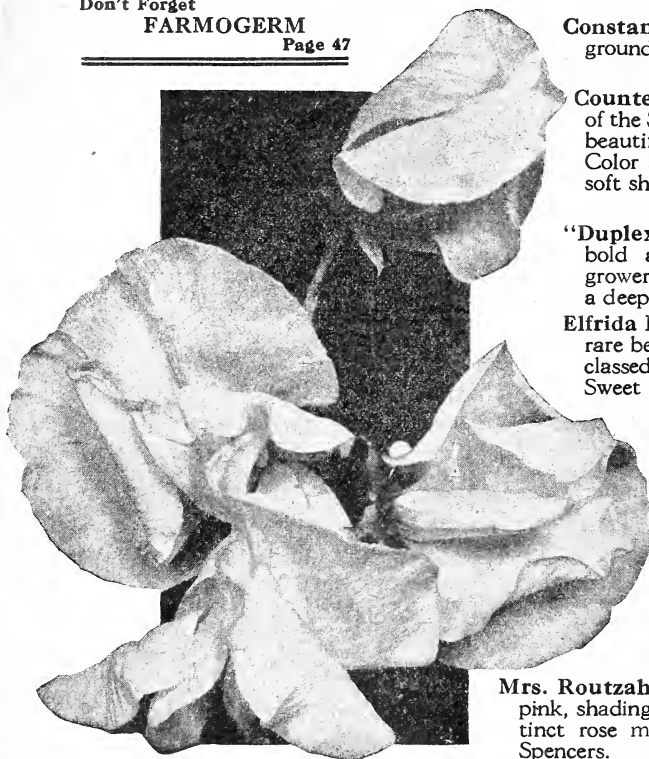 Don't Forget
FARMOGERM
Page 47
Constan
ground
Counte
of the S
beautif
Color
soft sh
"Duplex
bold a
grower
a deep
Elfrida
rare be
classed
Sweet
Mrs. Routzah
pink, shading
tinct rose m
Spencers.